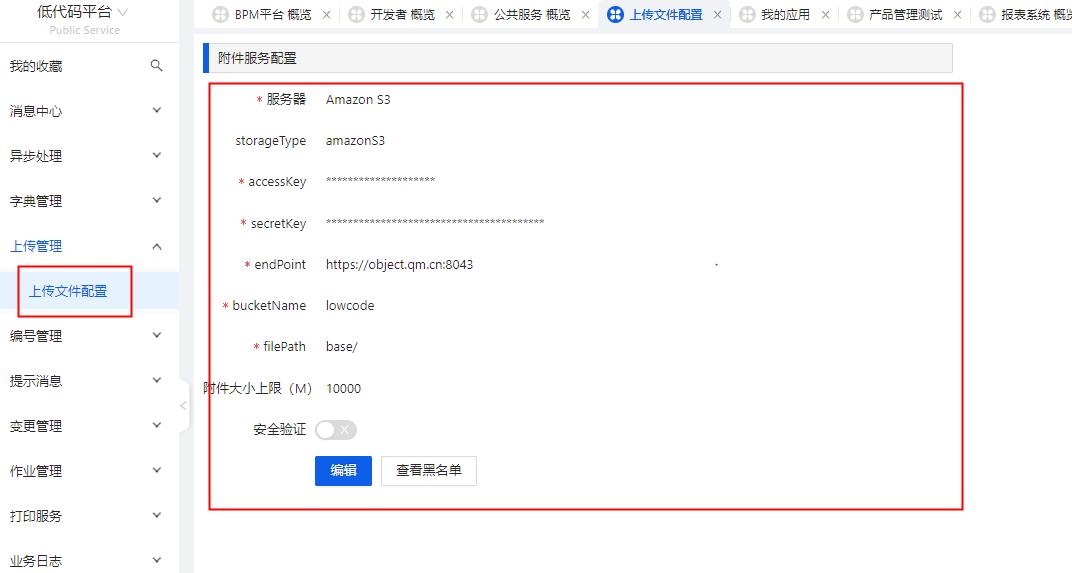 低代码平台
Public Service
BPM平台 概览
开发者 概览
公共服务 概览
上传文件配置
我的应用
产品管理测试
报表系统 概览
我的收藏
消息中心
异步处理
字典管理
上传管理
上传文件配置
编号管理
提示消息
变更管理
作业管理
打印服务
业务日志
附件服务配置
* 服务器 Amazon S3
storageType amazonS3
* accessKey ********************
* secretKey ****************************************
* endPoint https://object.qm.cn:8043
* bucketName lowcode
* filePath base/
附件大小上限（M） 10000
安全验证
编辑 查看黑名单